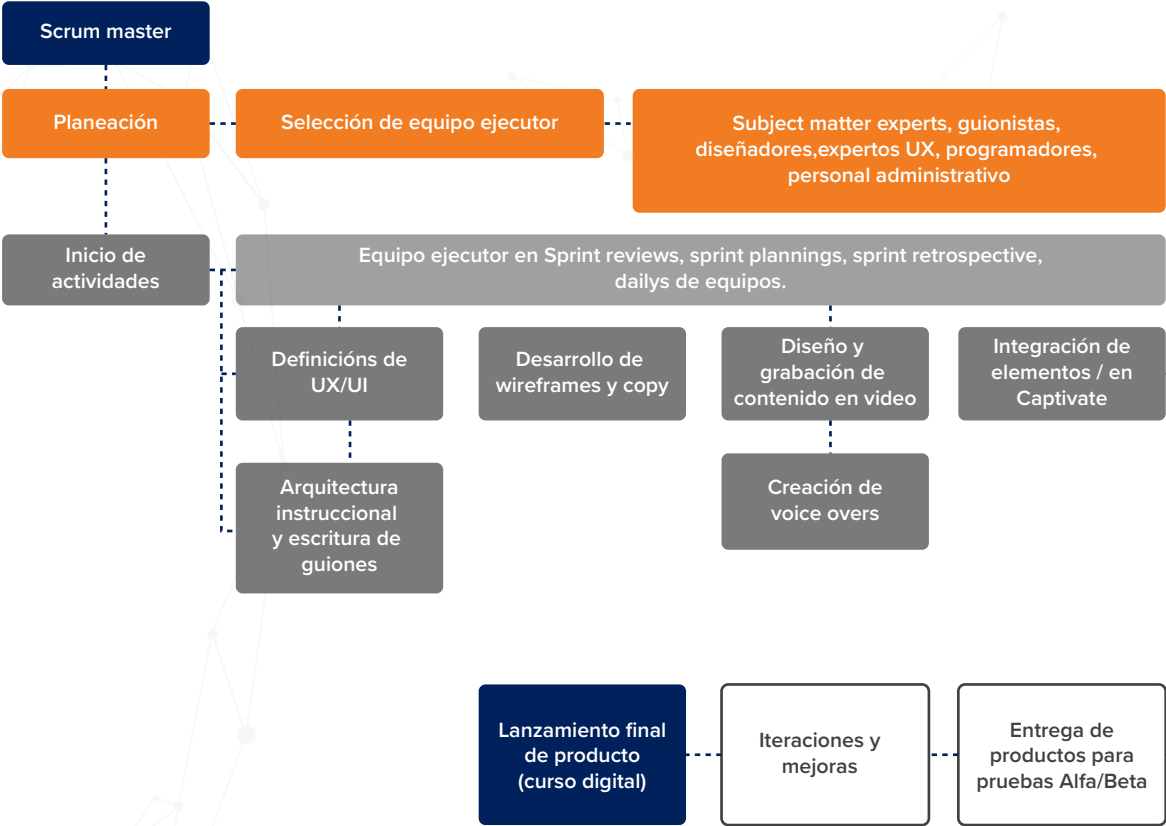 Scrum master
Planeación
Selección de equipo ejecutor
Subject matter experts, guionistas,
diseñadores,expertos UX, programadores,
personal administrativo
Inicio de
actividades
Equipo ejecutor en Sprint reviews, sprint plannings, sprint retrospective,
dailys de equipos.
Definicións de
UX/UI
Desarrollo de
wireframes y copy
Diseño y
grabación de
contenido en video
Integración de
elementos / en
Captivate
Arquitectura
instruccional
y escritura de
guiones
Creación de
voice overs
Lanzamiento final
de producto
(curso digital)
Iteraciones y
mejoras
Entrega de
productos para
pruebas Alfa/Beta